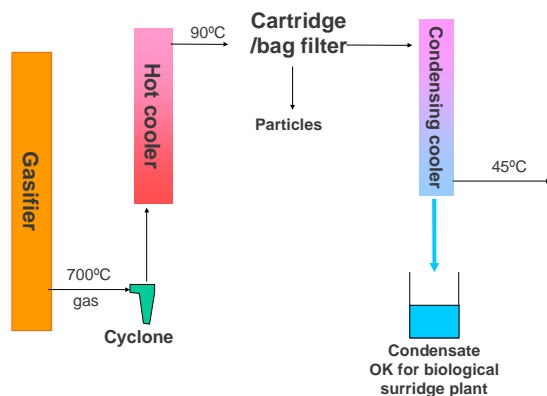 Gasifier
700ºC
gas
Cyclone
Hot cooler
90ºC
Cartridge
/bag filter
Particles
Condensing cooler
45ºC
Condensate
OK for biological
surridge plant